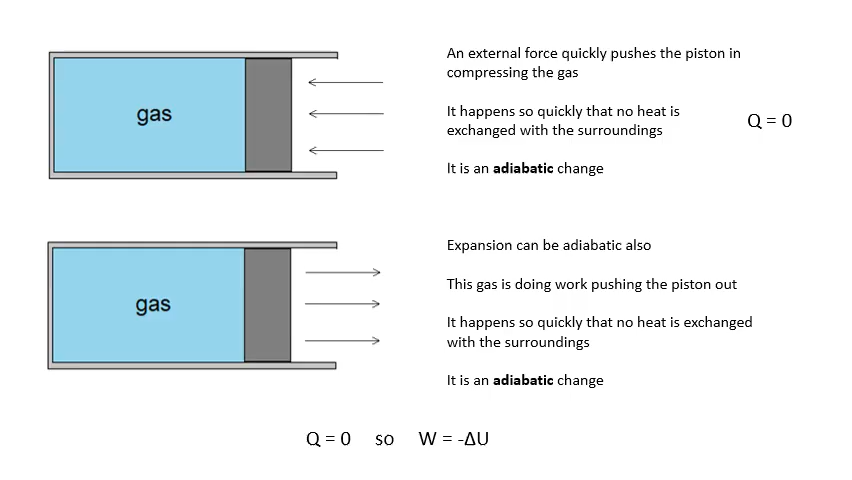 An external force quickly pushes the piston in
compressing the gas
gas
It happens so quickly that no heat is
exchanged with the surroundings
Q = 0
It is an adiabatic change
Expansion can be adiabatic also
This gas is doing work pushing the piston out
gas
It happens so quickly that no heat is exchanged
with the surroundings
It is an adiabatic change
Q = 0 so W = -ΔU